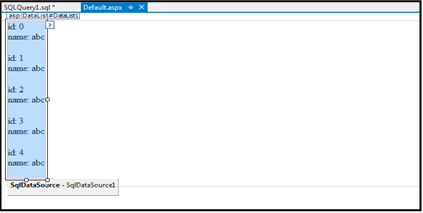 SQLQuery1.sql * Default.aspx
asp:DataList#DataList1
id: 0
name: abc
id: 1
name: abc
id: 2
name: abc
id: 3
name: abc
id: 4
name: abc
SqlDataSource - SqlDataSource1